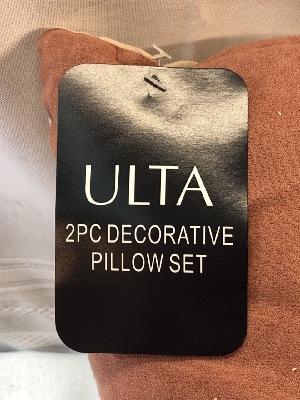 ULTA
2PC DECORATIVE
PILLOW SET